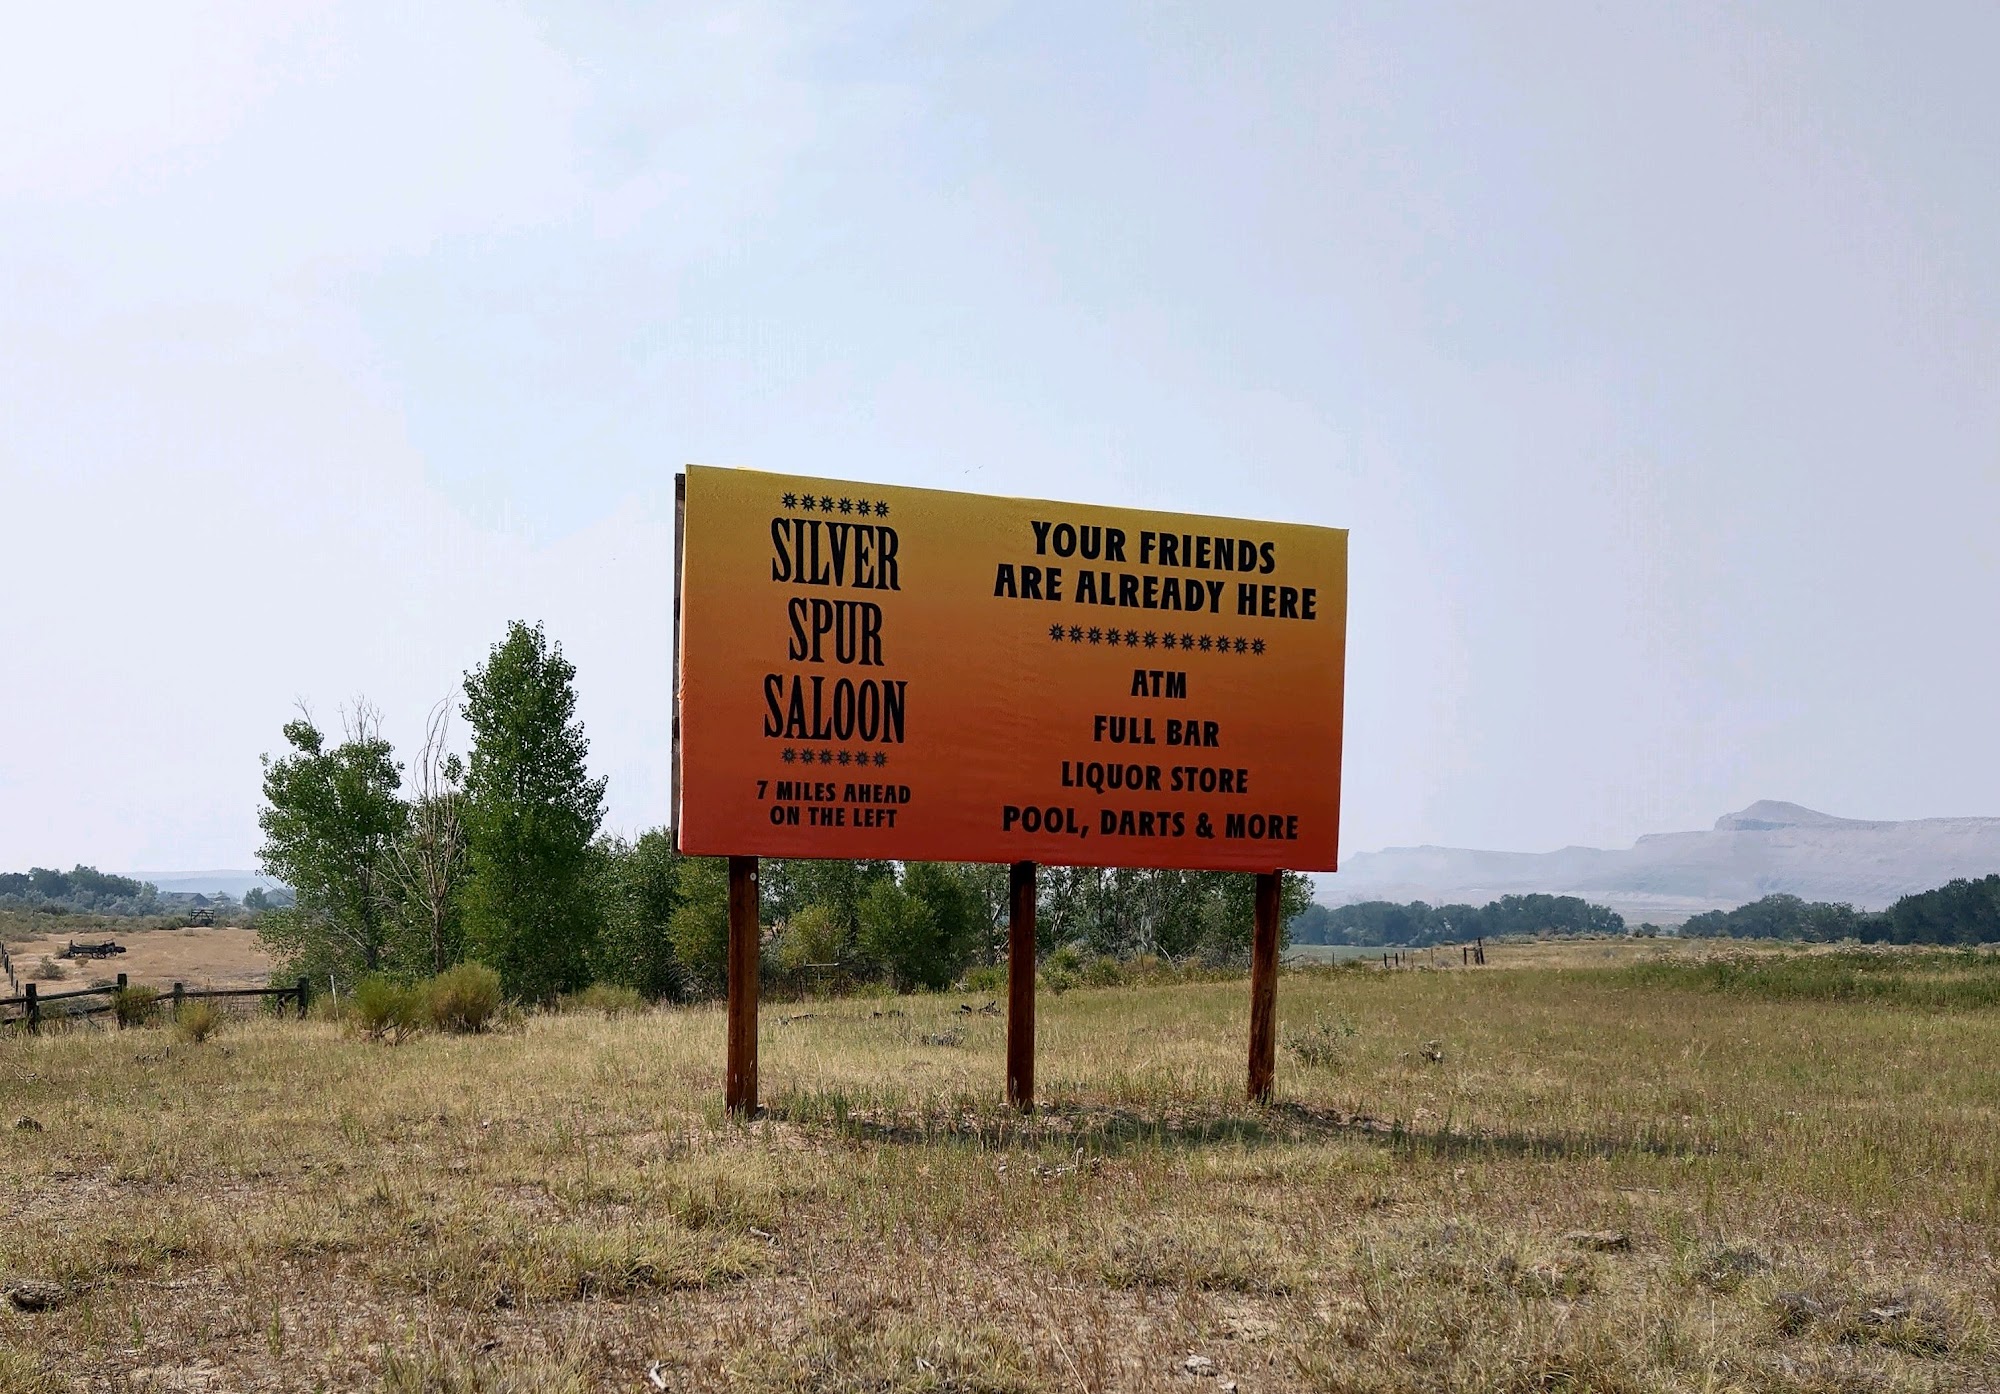 SILVER
SPUR
SALOON
7 MILES AHEAD
ON THE LEFT
YOUR FRIENDS
ARE ALREADY HERE
ATM
FULL BAR
LIQUOR STORE
POOL, DARTS & MORE